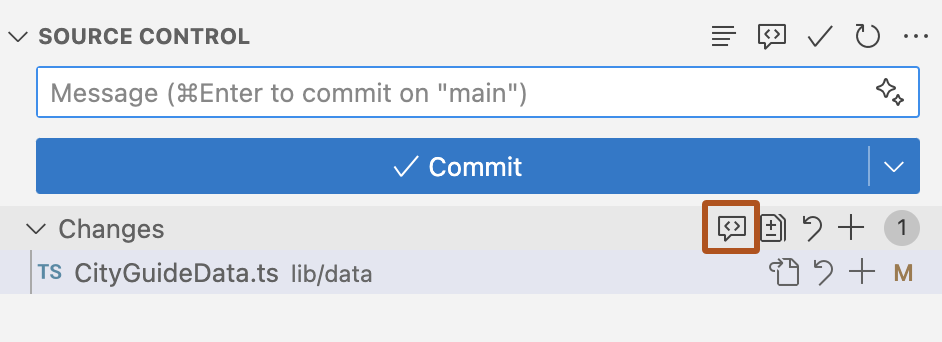 SOURCE CONTROL
Message (⌘Enter to commit on "main")
Commit
Changes 1
TS CityGuideData.ts lib/data M